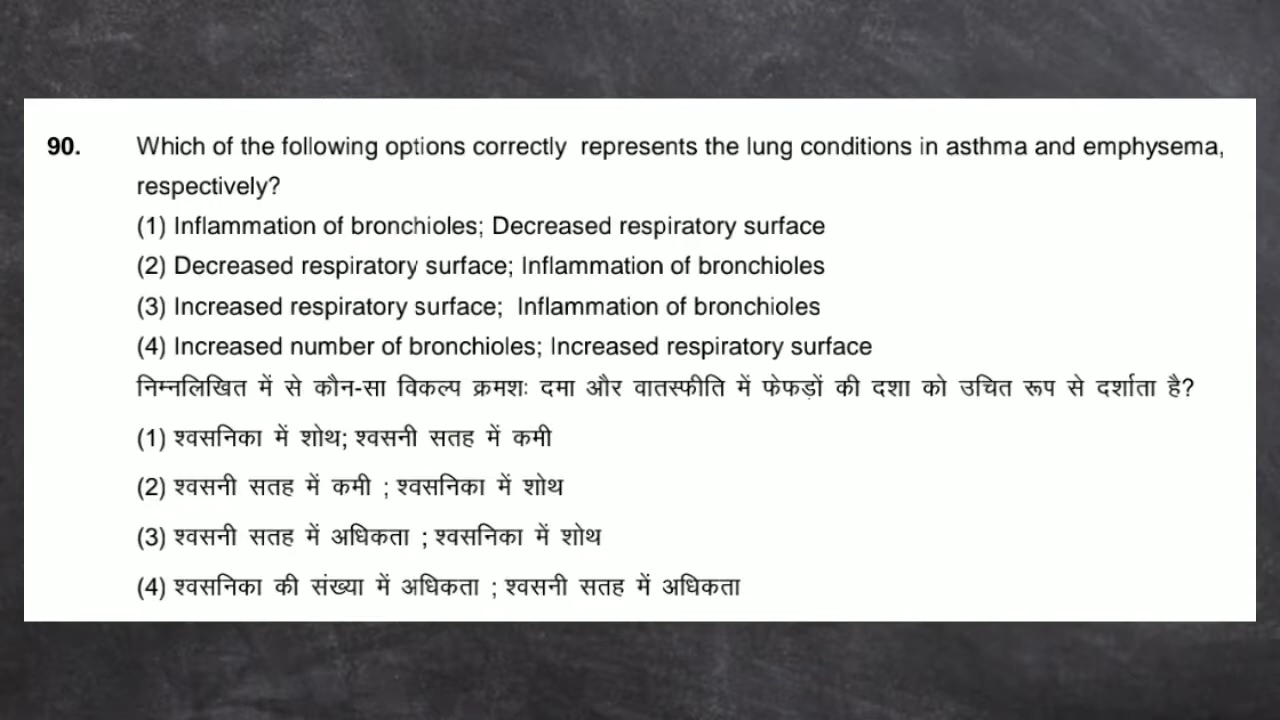 90. Which of the following options correctly represents the lung conditions in asthma and emphysema,
respectively?
(1) Inflammation of bronchioles; Decreased respiratory surface
(2) Decreased respiratory surface; Inflammation of bronchioles
(3) Increased respiratory surface; Inflammation of bronchioles
(4) Increased number of bronchioles; Increased respiratory surface
निम्नलिखित में से कौन-सा विकल्प क्रमशः दमा और वातस्फीति में फेफड़ों की दशा को उचित रूप से दर्शाता है?
(1) श्वसनिका में शोथ; श्वसनी सतह में कमी
(2) श्वसनी सतह में कमी ; श्वसनिका में शोथ
(3) श्वसनी सतह में अधिकता ; श्वसनिका में शोथ
(4) श्वसनिका की संख्या में अधिकता ; श्वसनी सतह में अधिकता